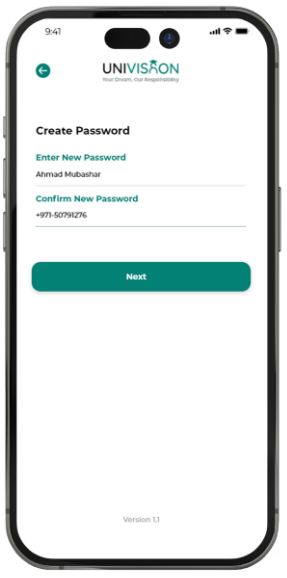 9:41
UNIVISION
Your Dream, Our Responsibility
Create Password
Enter New Password
Ahmad Mubashar
Confirm New Password
+971-50791276
Next
Version 1.1